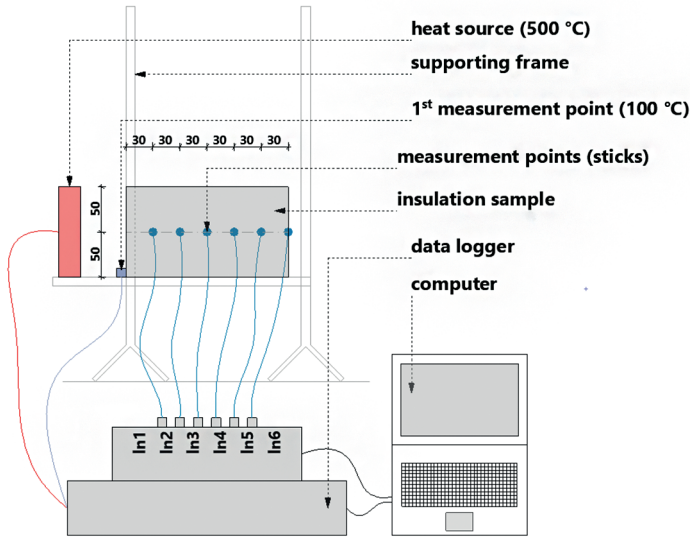 heat source (500 °C)
supporting frame
1st measurement point (100 °C)
30 30 30 30 30 30
measurement points (sticks)
50
insulation sample
50
data logger
computer
In1 In2 In3 In4 In5 In6